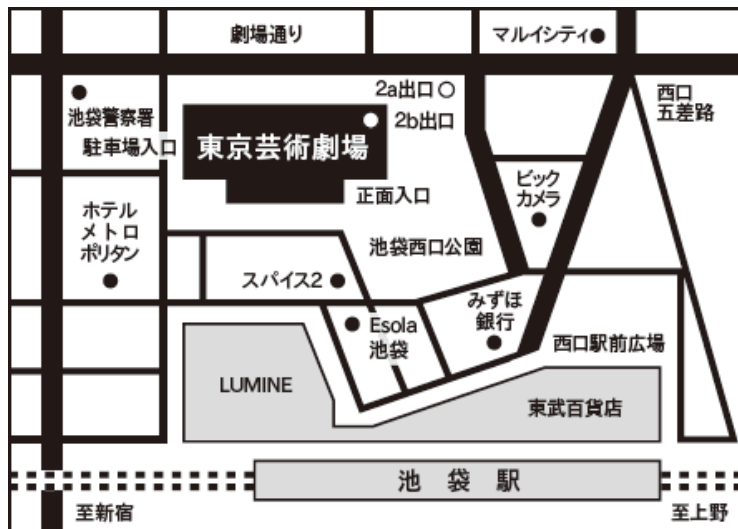 劇場通り
マルイシティ
2a出口
池袋警察署
駐車場入口
東京芸術劇場
2b出口
西口
五差路
ビック
カメラ
正面入口
ホテル
メトロ
ポリタン
池袋西口公園
スパイス2
Esola
池袋
みずほ
銀行
西口駅前広場
LUMINE
東武百貨店
池袋駅
至新宿
至上野